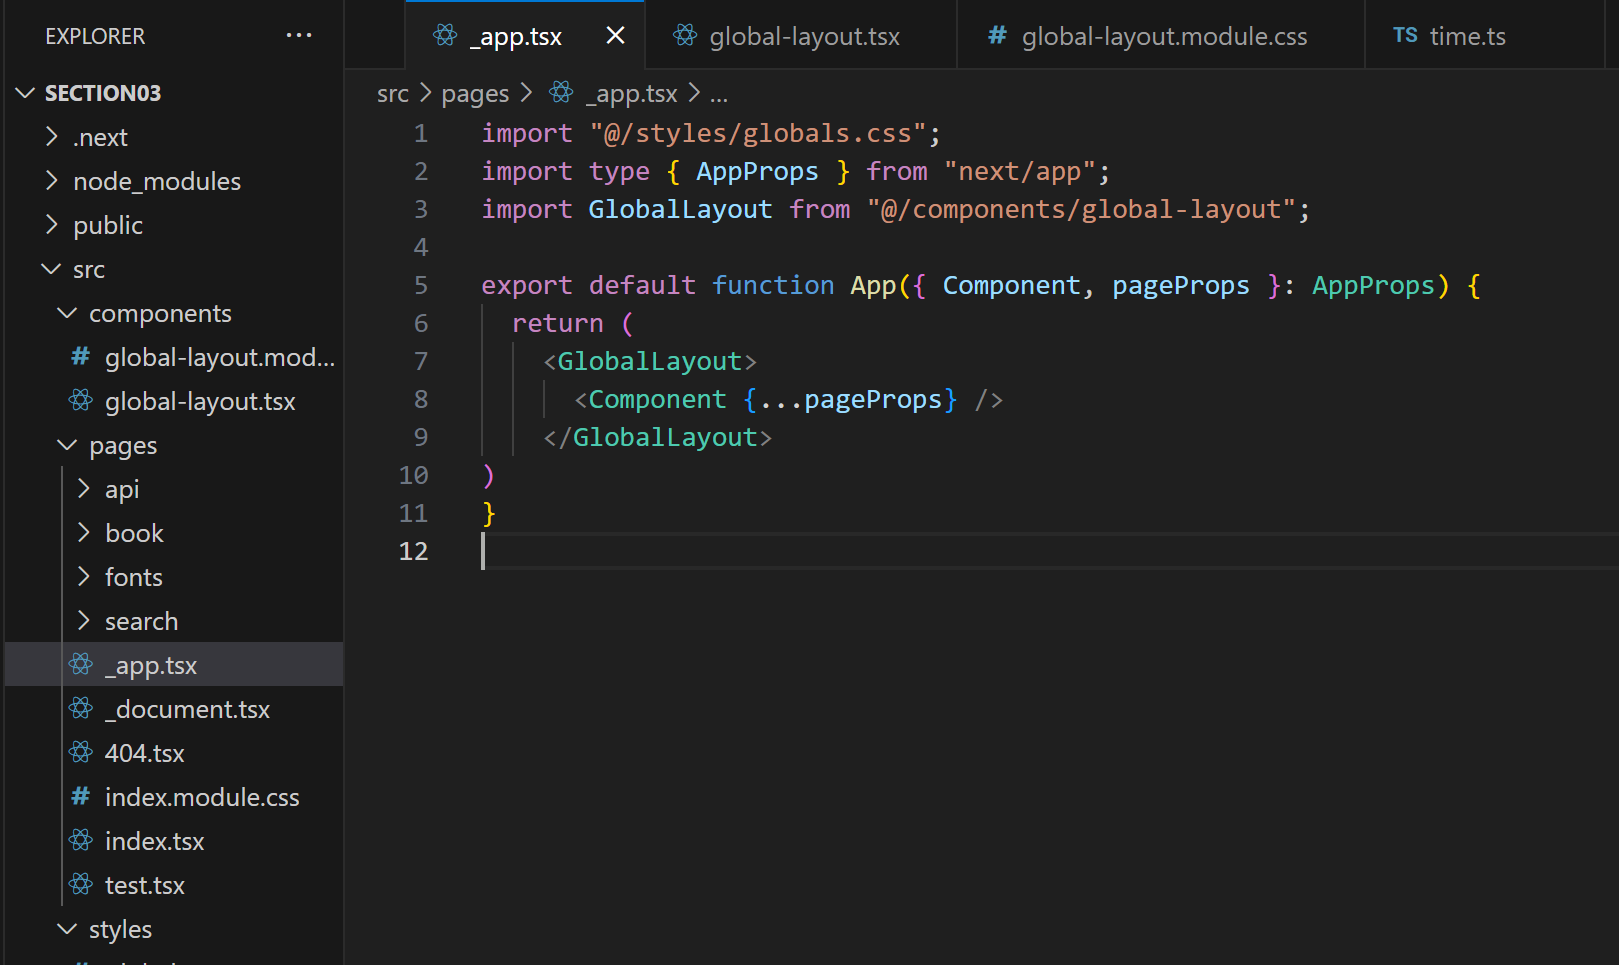 EXPLORER ...
SECTION03
.next
node_modules
public
src
components
# global-layout.mod...
global-layout.tsx
pages
api
book
fonts
search
_app.tsx
_document.tsx
404.tsx
# index.module.css
index.tsx
test.tsx
styles
_app.tsx
global-layout.tsx
# global-layout.module.css
TS time.ts
src > pages > _app.tsx > ...
1 import "@/styles/globals.css";
2 import type { AppProps } from "next/app";
3 import GlobalLayout from "@/components/global-layout";
4
5 export default function App({ Component, pageProps }: AppProps) {
6   return (
7     <GlobalLayout>
8       <Component {...pageProps} />
9     </GlobalLayout>
10 )
11 }
12